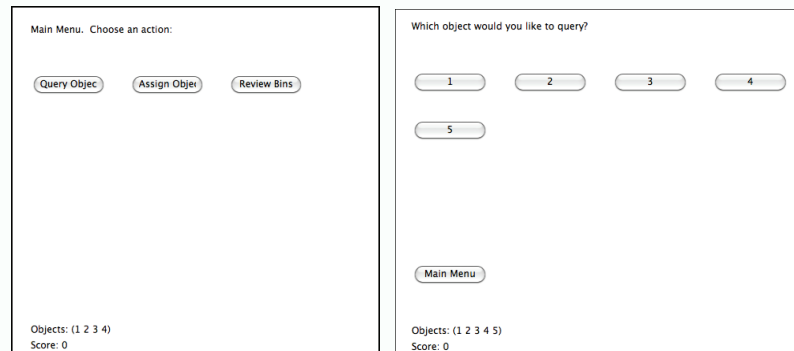 Main Menu. Choose an action:
Query Objec
Assign Objec
Review Bins
Objects: (1 2 3 4)
Score: 0
Which object would you like to query?
1
2
3
4
5
Main Menu
Objects: (1 2 3 4 5)
Score: 0